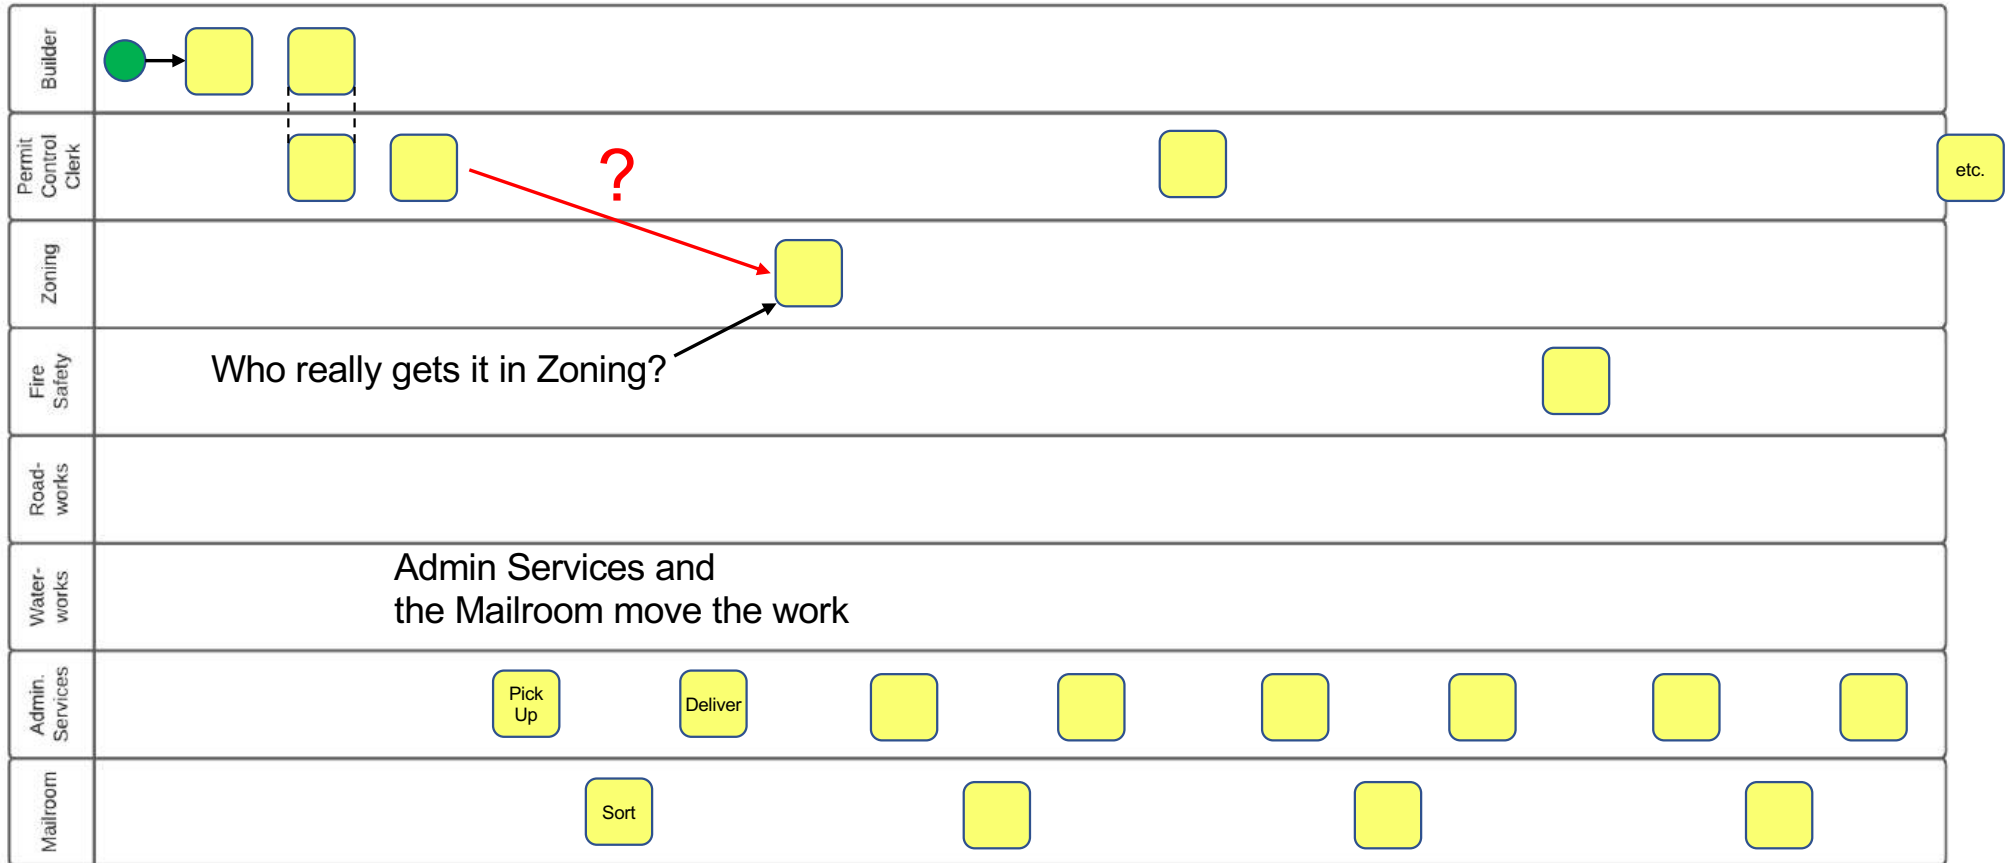 Builder
Permit
Control
Clerk
?
etc.
Zoning
Who really gets it in Zoning?
Fire
Safety
Road-
works
Water-
works
Admin Services and
the Mailroom move the work
Admin.
Services
Pick
Up
Deliver
Mailroom
Sort